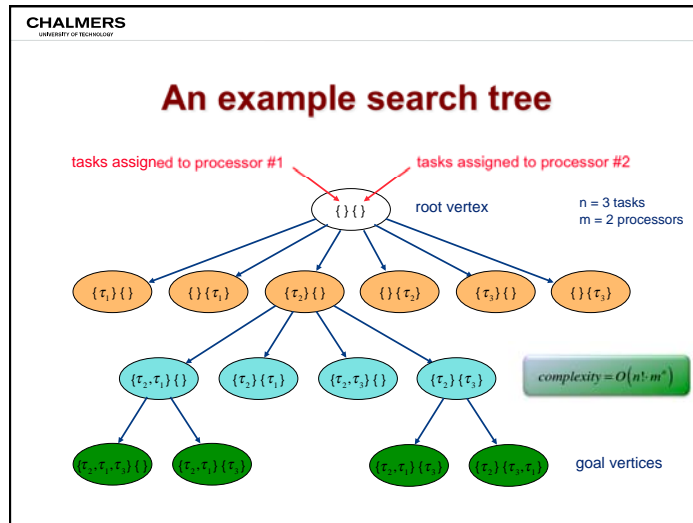 CHALMERS
UNIVERSITY OF TECHNOLOGY
An example search tree
tasks assigned to processor #1
tasks assigned to processor #2
{ } { }
root vertex
n = 3 tasks
m = 2 processors
{τ₁} { }
{ } {τ₁}
{τ₂} { }
{ } {τ₂}
{τ₃} { }
{ } {τ₃}
{τ₂,τ₁} { }
{τ₂} {τ₁}
{τ₂,τ₃} { }
{τ₂} {τ₃}
complexity = O(n!·mⁿ)
{τ₂,τ₁,τ₃} { }
{τ₂,τ₁} {τ₃}
{τ₂,τ₁} {τ₃}
{τ₂} {τ₃,τ₁}
goal vertices